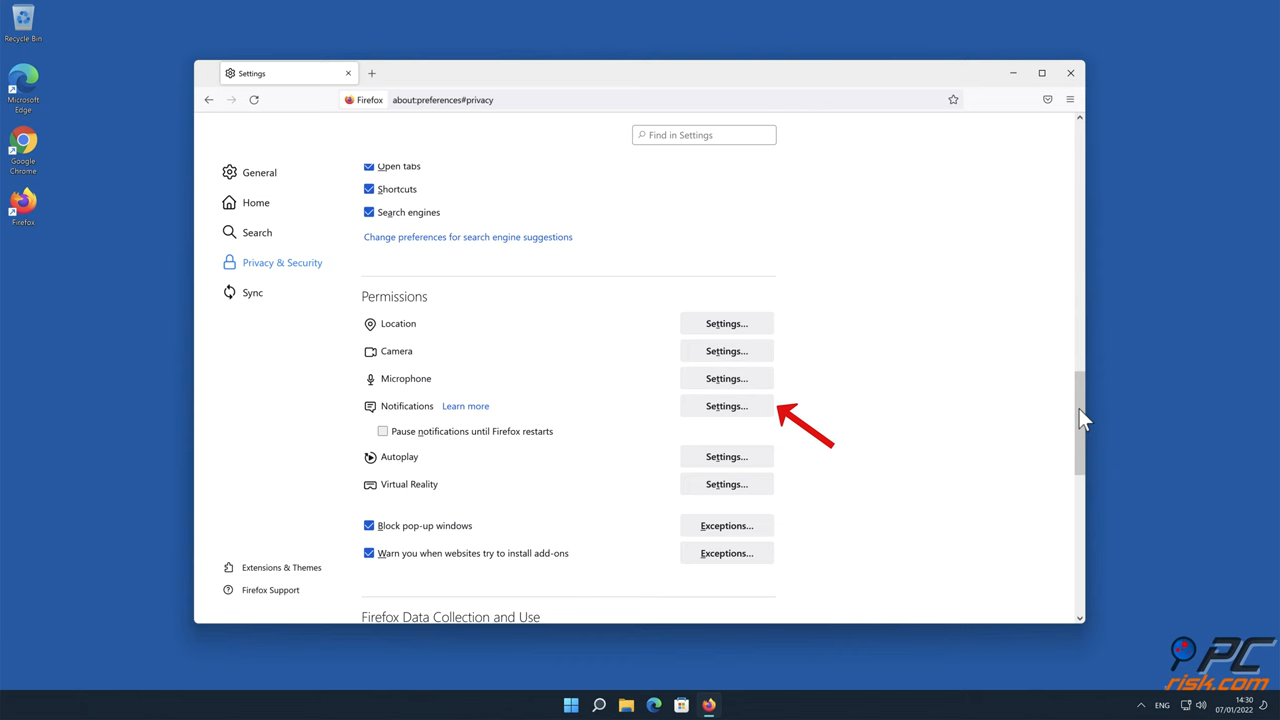 Recycle Bin
Microsoft
Edge
Google
Chrome
Firefox
Settings
Firefox
about:preferences#privacy
Find in Settings
General
Home
Search
Privacy & Security
Sync
Extensions & Themes
Firefox Support
Open tabs
Shortcuts
Search engines
Change preferences for search engine suggestions
Permissions
Location Settings...
Camera Settings...
Microphone Settings...
Notifications Learn more Settings...
Pause notifications until Firefox restarts
Autoplay Settings...
Virtual Reality Settings...
Block pop-up windows Exceptions...
Warn you when websites try to install add-ons Exceptions...
Firefox Data Collection and Use
PC
risk.com
ENG
14:30
07/01/2022